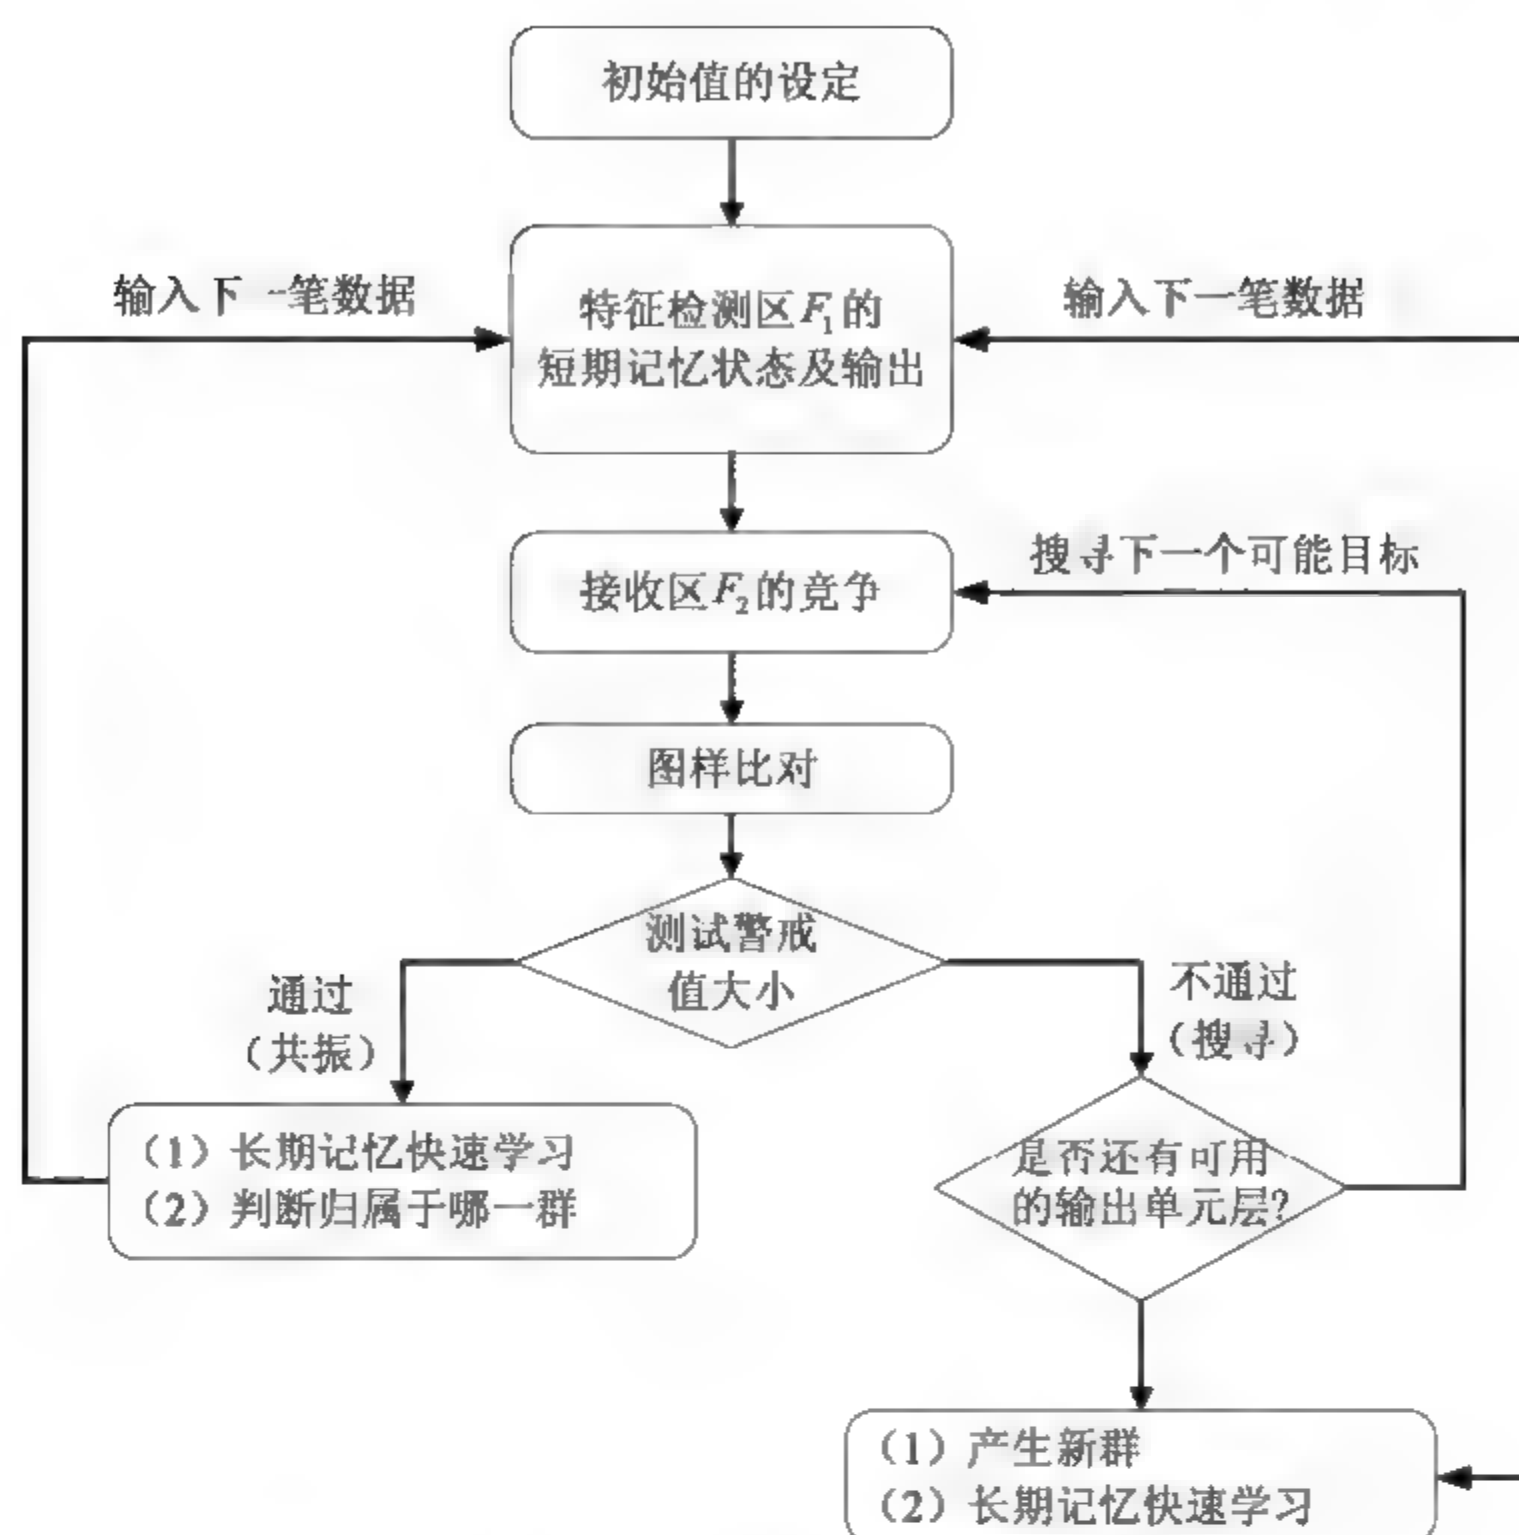 初始值的设定
输入下一笔数据
特征检测区F₁的
短期记忆状态及输出
输入下一笔数据
接收区F₂的竞争
搜寻下一个可能目标
图样比对
测试警戒
值大小
通过
（共振）
不通过
（搜寻）
（1）长期记忆快速学习
（2）判断归属于哪一群
是否还有可用
的输出单元层?
（1）产生新群
（2）长期记忆快速学习